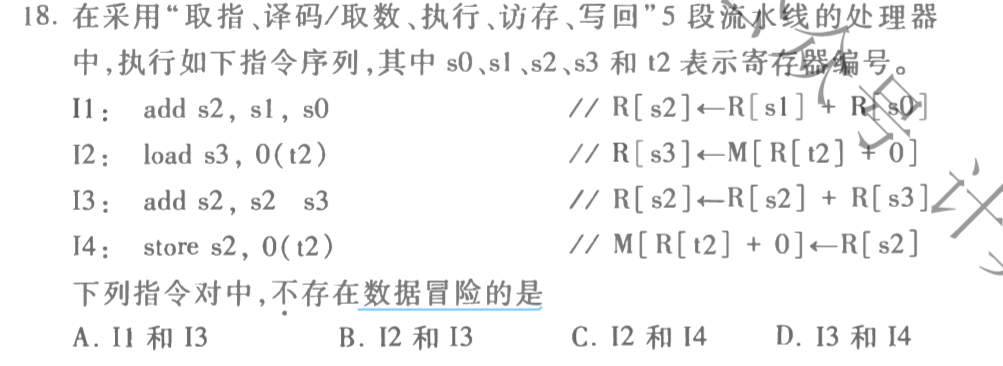 18. 在采用“取指、译码/取数、执行、访存、写回”5 段流水线的处理器
中,执行如下指令序列,其中 s0、s1、s2、s3 和 t2 表示寄存器编号。
I1: add s2, s1, s0 // R[s2]←R[s1] + R[s0]
I2: load s3, 0(t2) // R[s3]←M[R[t2] + 0]
I3: add s2, s2 s3 // R[s2]←R[s2] + R[s3]
I4: store s2, 0(t2) // M[R[t2] + 0]←R[s2]
下列指令对中,不存在数据冒险的是
A. I1 和 I3 B. I2 和 I3 C. I2 和 I4 D. I3 和 I4